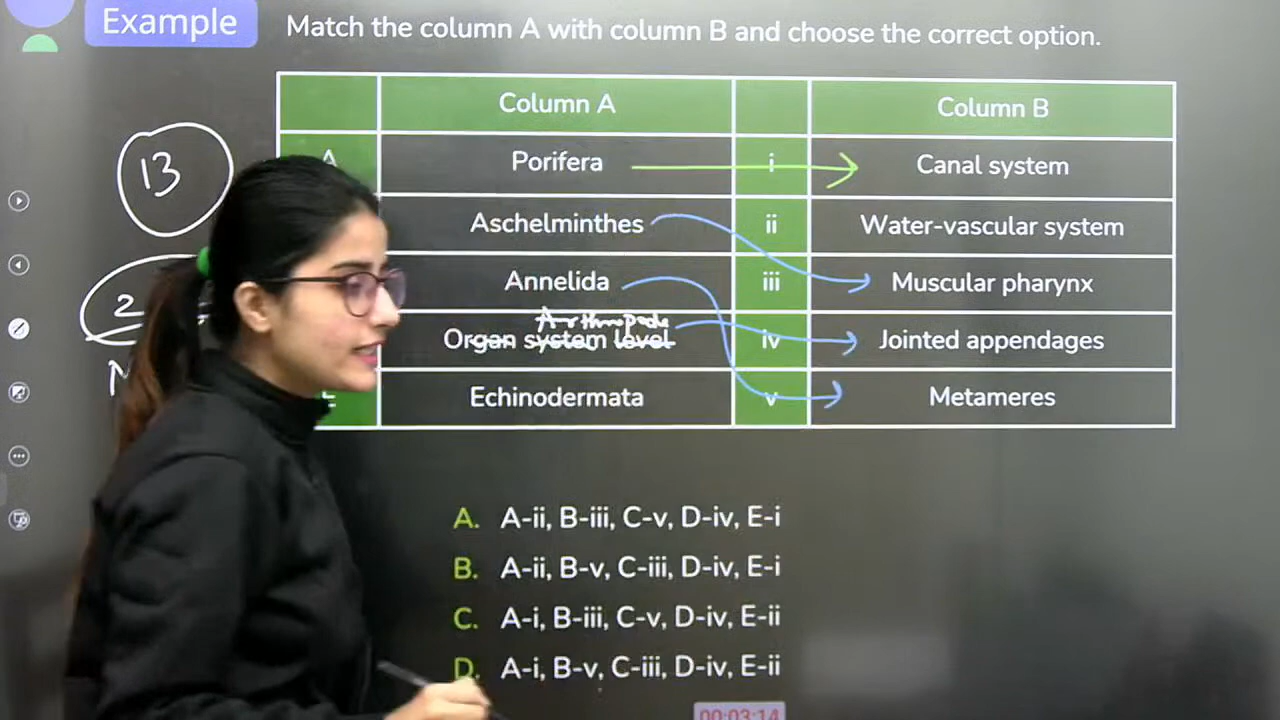 Example
Match the column A with column B and choose the correct option.
Column A
Column B
13
A
Porifera
i
Canal system
Aschelminthes
ii
Water-vascular system
Annelida
iii
Muscular pharynx
2
Arthropoda
Organ system level
iv
Jointed appendages
E
Echinodermata
v
Metameres
A. A-ii, B-iii, C-v, D-iv, E-i
B. A-ii, B-v, C-iii, D-iv, E-i
C. A-i, B-iii, C-v, D-iv, E-ii
D. A-i, B-v, C-iii, D-iv, E-ii
00:03:14